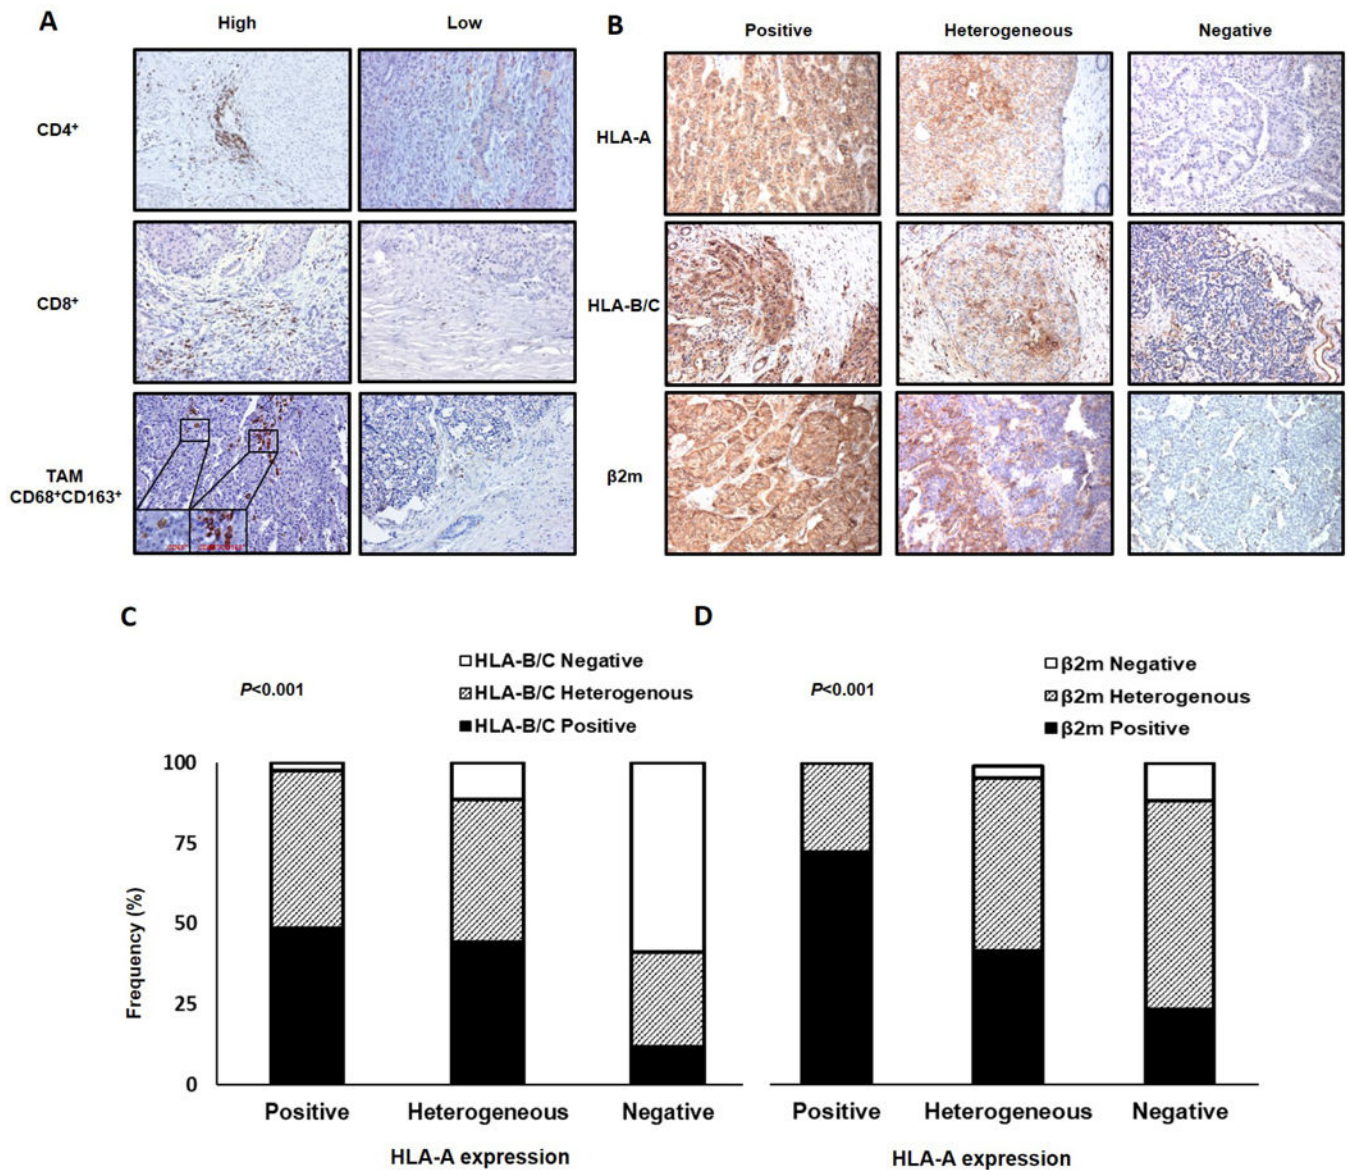 A
High
Low
CD4+
CD8+
TAM
CD68+CD163+
B
Positive
Heterogeneous
Negative
HLA-A
HLA-B/C
β2m
C
P<0.001
HLA-B/C Negative
HLA-B/C Heterogenous
HLA-B/C Positive
Frequency (%)
100
75
50
25
0
Positive
Heterogeneous
Negative
HLA-A expression
D
P<0.001
β2m Negative
β2m Heterogenous
β2m Positive
Positive
Heterogeneous
Negative
HLA-A expression